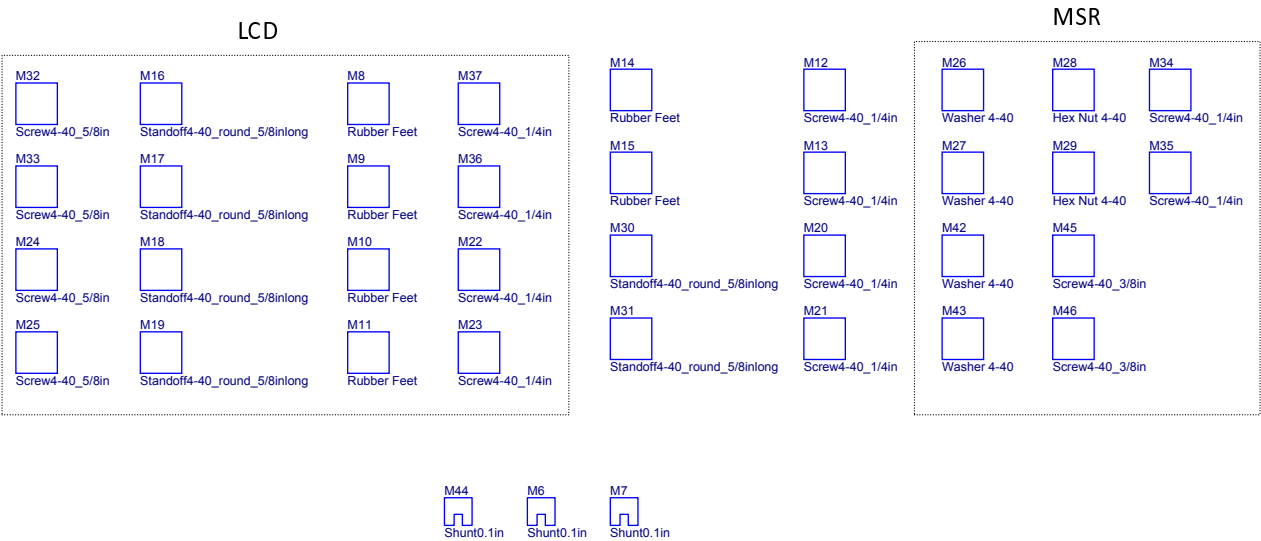 LCD
MSR
M32 M16 M8 M37
Screw4-40_5/8in Standoff4-40_round_5/8inlong Rubber Feet Screw4-40_1/4in
M33 M17 M9 M36
Screw4-40_5/8in Standoff4-40_round_5/8inlong Rubber Feet Screw4-40_1/4in
M24 M18 M10 M22
Screw4-40_5/8in Standoff4-40_round_5/8inlong Rubber Feet Screw4-40_1/4in
M25 M19 M11 M23
Screw4-40_5/8in Standoff4-40_round_5/8inlong Rubber Feet Screw4-40_1/4in
M14 M12
Rubber Feet Screw4-40_1/4in
M15 M13
Rubber Feet Screw4-40_1/4in
M30 M20
Standoff4-40_round_5/8inlong Screw4-40_1/4in
M31 M21
Standoff4-40_round_5/8inlong Screw4-40_1/4in
M26 M28 M34
Washer 4-40 Hex Nut 4-40 Screw4-40_1/4in
M27 M29 M35
Washer 4-40 Hex Nut 4-40 Screw4-40_1/4in
M42 M45
Washer 4-40 Screw4-40_3/8in
M43 M46
Washer 4-40 Screw4-40_3/8in
M44 M6 M7
Shunt0.1in Shunt0.1in Shunt0.1in